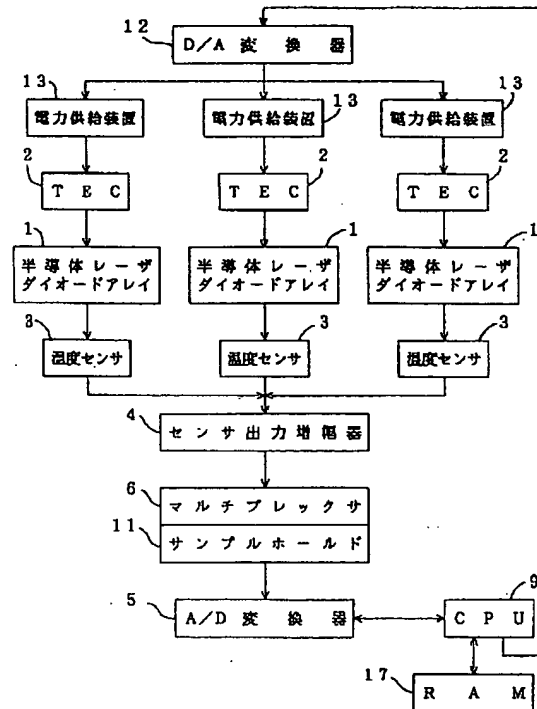 12
D/A 変換器
13 13 13
電力供給装置 電力供給装置 電力供給装置
2 2 2
TEC TEC TEC
1 1 1
半導体レーザ 半導体レーザ 半導体レーザ
ダイオードアレイ ダイオードアレイ ダイオードアレイ
3 3 3
温度センサ 温度センサ 温度センサ
4
センサ出力増幅器
6
マルチプレックサ
11
サンプルホールド
5 9
A/D 変換器 CPU
17
RAM